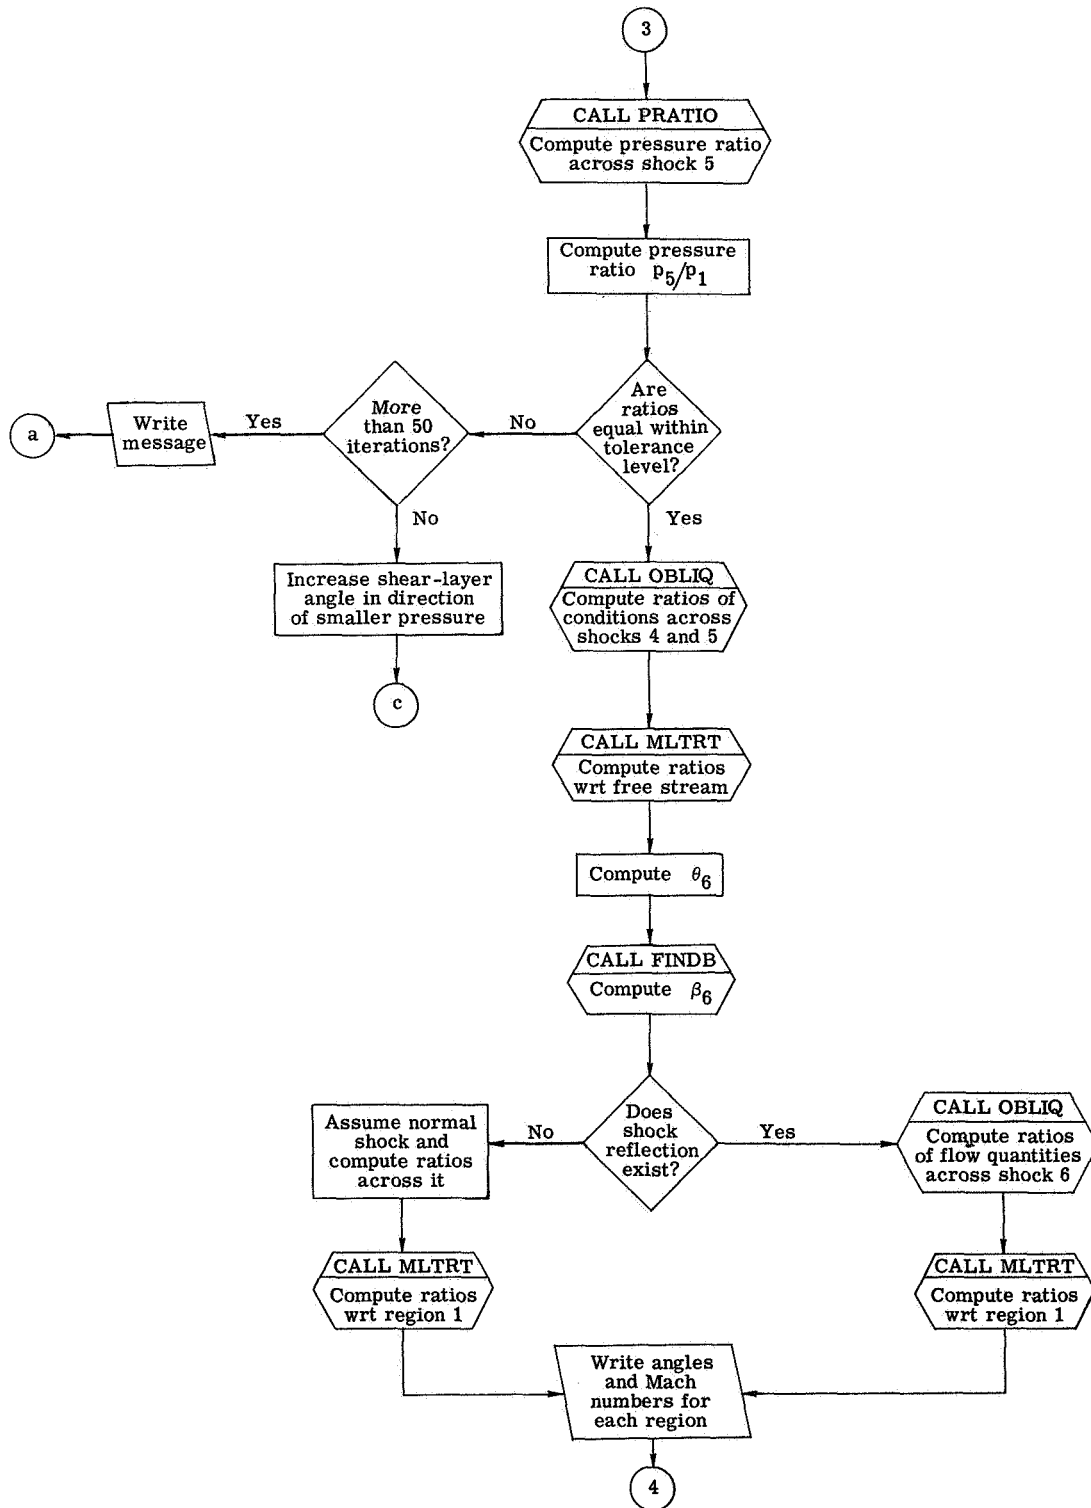 3
CALL PRATIO
Compute pressure ratio
across shock 5
Compute pressure
ratio p5/p1
Are
ratios
equal within
tolerance
level?
No
More
than 50
iterations?
Yes
Write
message
a
No
Increase shear-layer
angle in direction
of smaller pressure
c
Yes
CALL OBLIQ
Compute ratios of
conditions across
shocks 4 and 5
CALL MLTRT
Compute ratios
wrt free stream
Compute θ6
CALL FINDB
Compute β6
Does
shock
reflection
exist?
No
Assume normal
shock and
compute ratios
across it
CALL MLTRT
Compute ratios
wrt region 1
Yes
CALL OBLIQ
Compute ratios
of flow quantities
across shock 6
CALL MLTRT
Compute ratios
wrt region 1
Write angles
and Mach
numbers for
each region
4